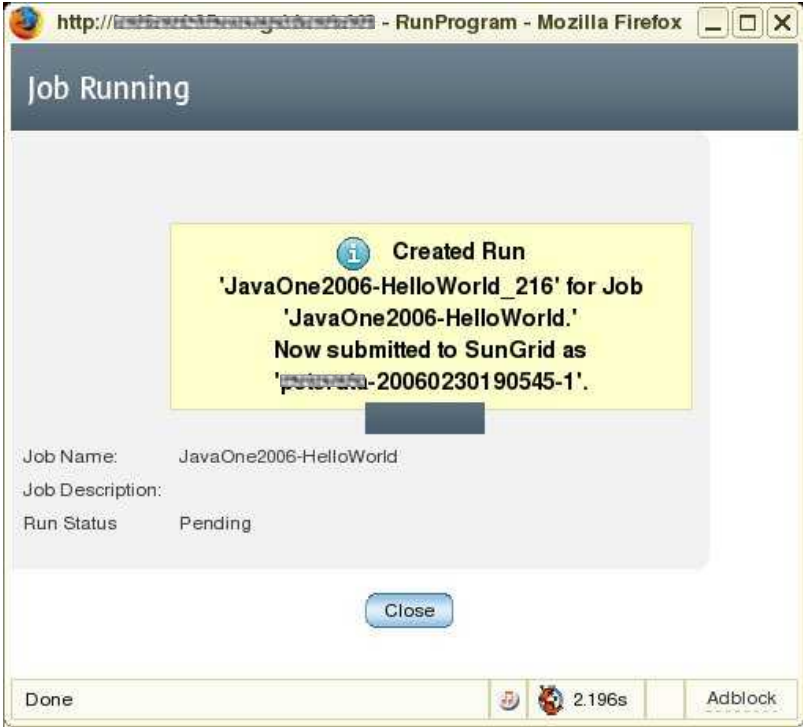 http:// - RunProgram - Mozilla Firefox
Job Running
Created Run
'JavaOne2006-HelloWorld_216' for Job
'JavaOne2006-HelloWorld.'
Now submitted to SunGrid as
-20060230190545-1'.
Job Name: JavaOne2006-HelloWorld
Job Description:
Run Status Pending
Close
Done 2.196s Adblock